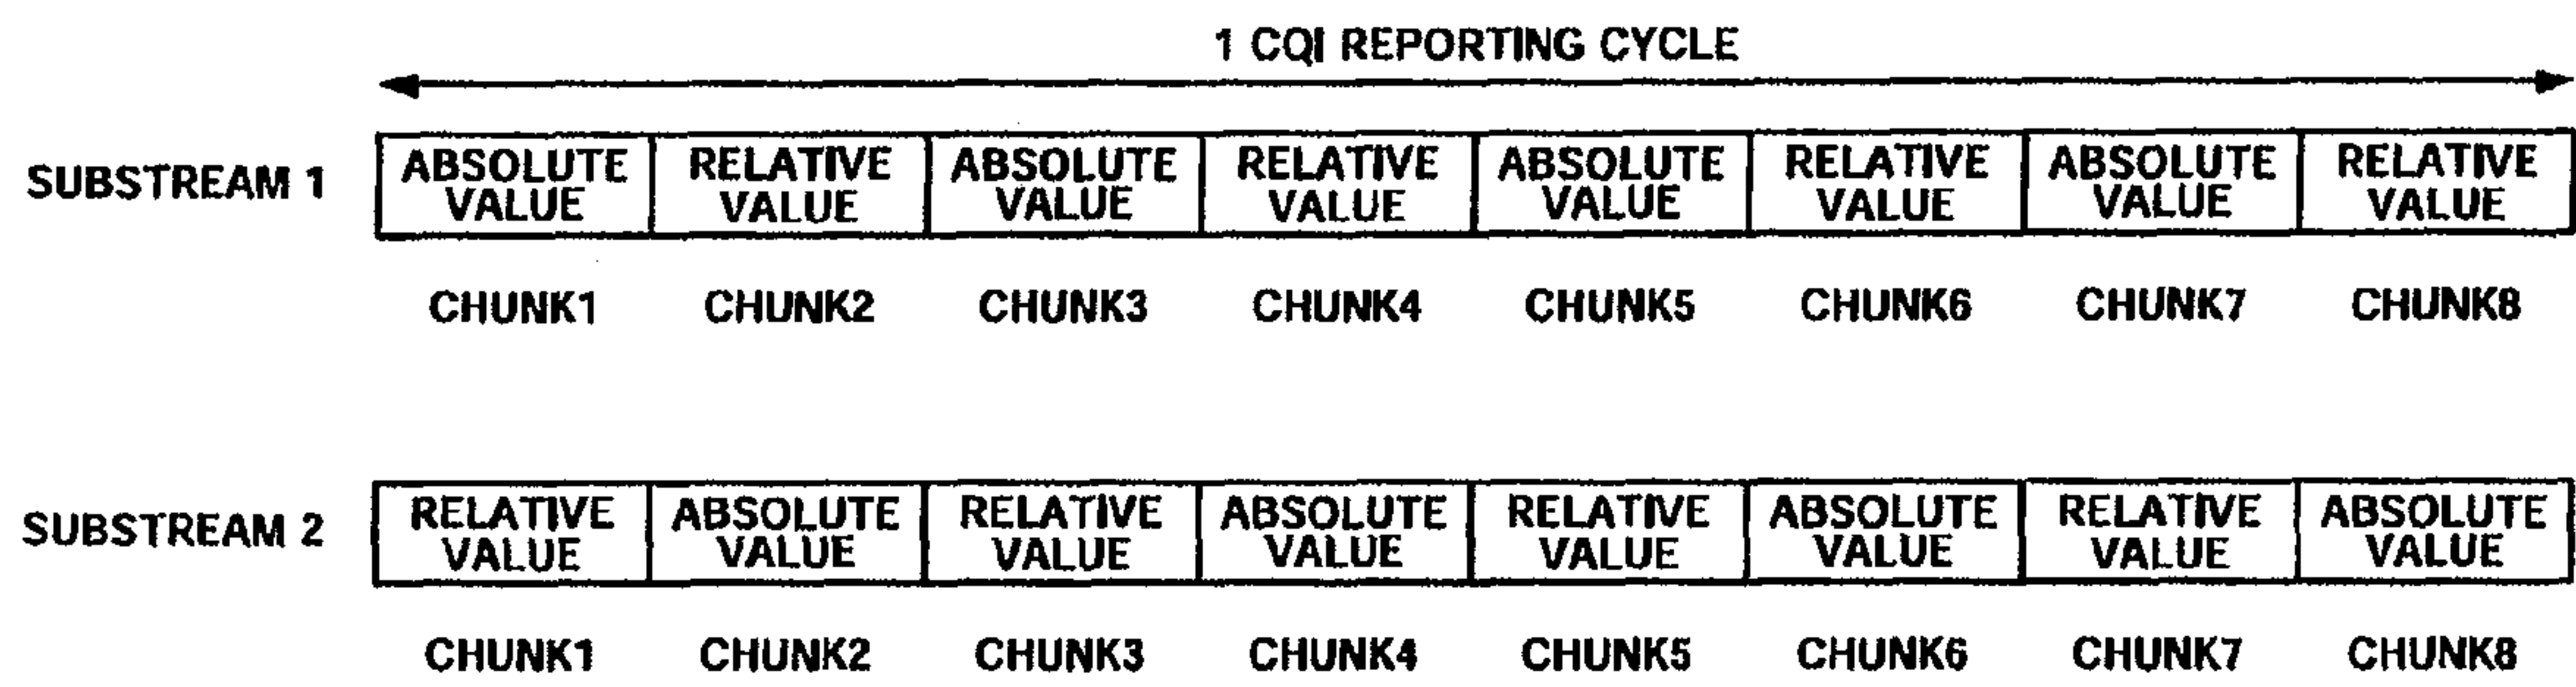 1 CQI REPORTING CYCLE
SUBSTREAM 1
ABSOLUTE VALUE
RELATIVE VALUE
ABSOLUTE VALUE
RELATIVE VALUE
ABSOLUTE VALUE
RELATIVE VALUE
ABSOLUTE VALUE
RELATIVE VALUE
CHUNK1 CHUNK2 CHUNK3 CHUNK4 CHUNK5 CHUNK6 CHUNK7 CHUNK8
SUBSTREAM 2
RELATIVE VALUE
ABSOLUTE VALUE
RELATIVE VALUE
ABSOLUTE VALUE
RELATIVE VALUE
ABSOLUTE VALUE
RELATIVE VALUE
ABSOLUTE VALUE
CHUNK1 CHUNK2 CHUNK3 CHUNK4 CHUNK5 CHUNK6 CHUNK7 CHUNK8